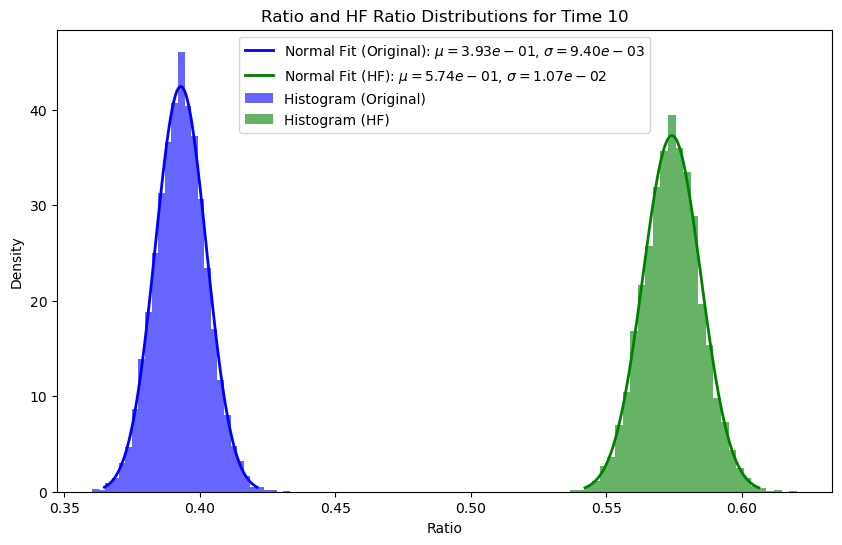 Ratio and HF Ratio Distributions for Time 10
Normal Fit (Original): μ = 3.93e − 01, σ = 9.40e − 03
Normal Fit (HF): μ = 5.74e − 01, σ = 1.07e − 02
Histogram (Original)
Histogram (HF)
Density
40
30
20
10
0
0.35 0.40 0.45 0.50 0.55 0.60
Ratio